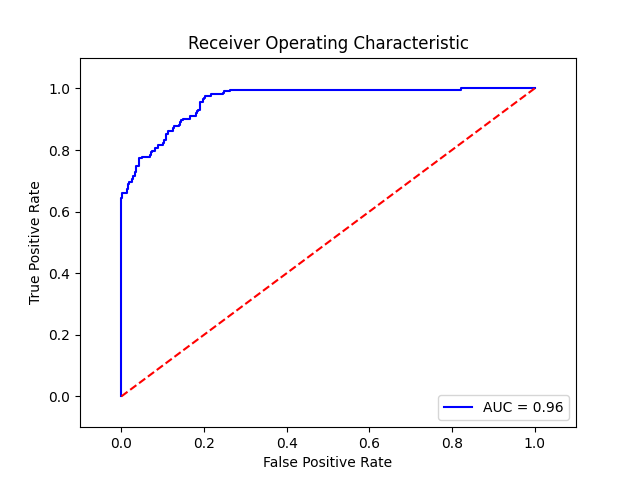 Receiver Operating Characteristic
1.0
0.8
0.6
0.4
0.2
0.0
True Positive Rate
AUC = 0.96
0.0 0.2 0.4 0.6 0.8 1.0
False Positive Rate